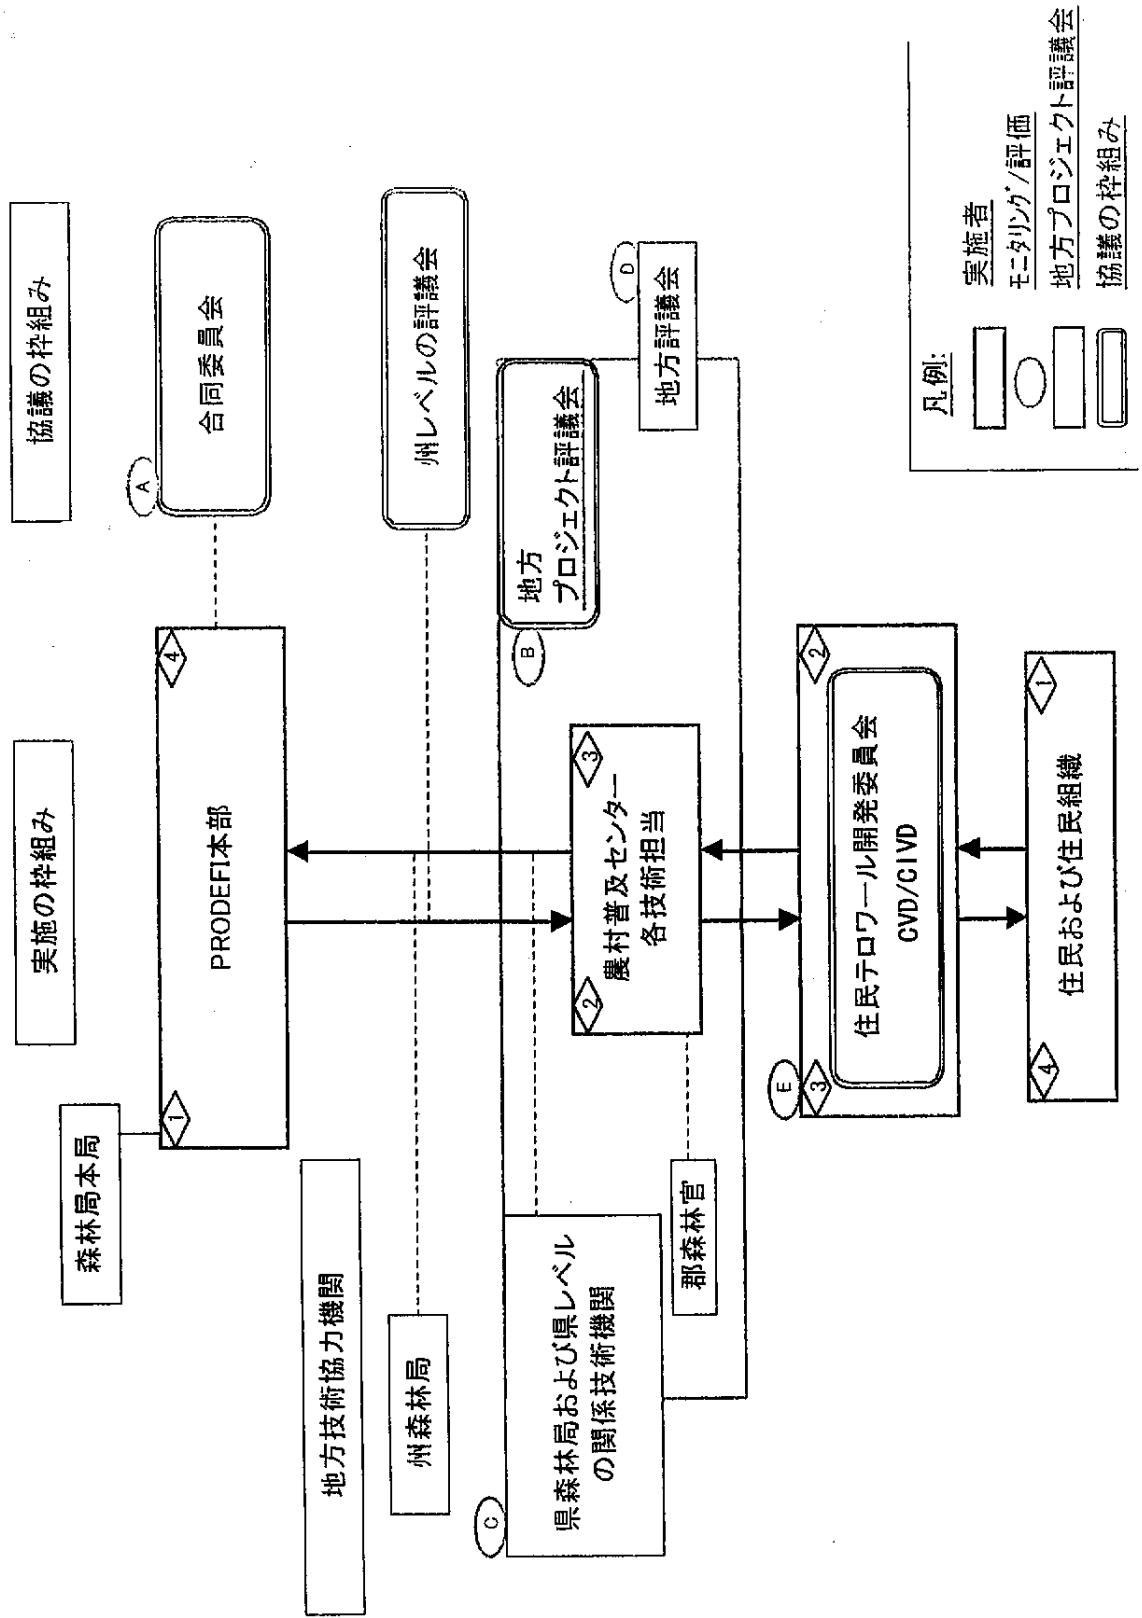 実施の枠組み
協議の枠組み
森林局本局
PRODEFI本部
1
4
A
合同委員会
地方技術協力機関
州森林局
州レベルの評議会
C
県森林局および県レベル
の関係技術機関
B
地方
プロジェクト評議会
D
地方評議会
農村普及センター
各技術担当
2
3
郡森林官
E
3
2
住民テロワール開発委員会
CVD/CIVD
住民および住民組織
4
1
凡例:
実施者
モニタリング/評価
地方プロジェクト評議会
協議の枠組み